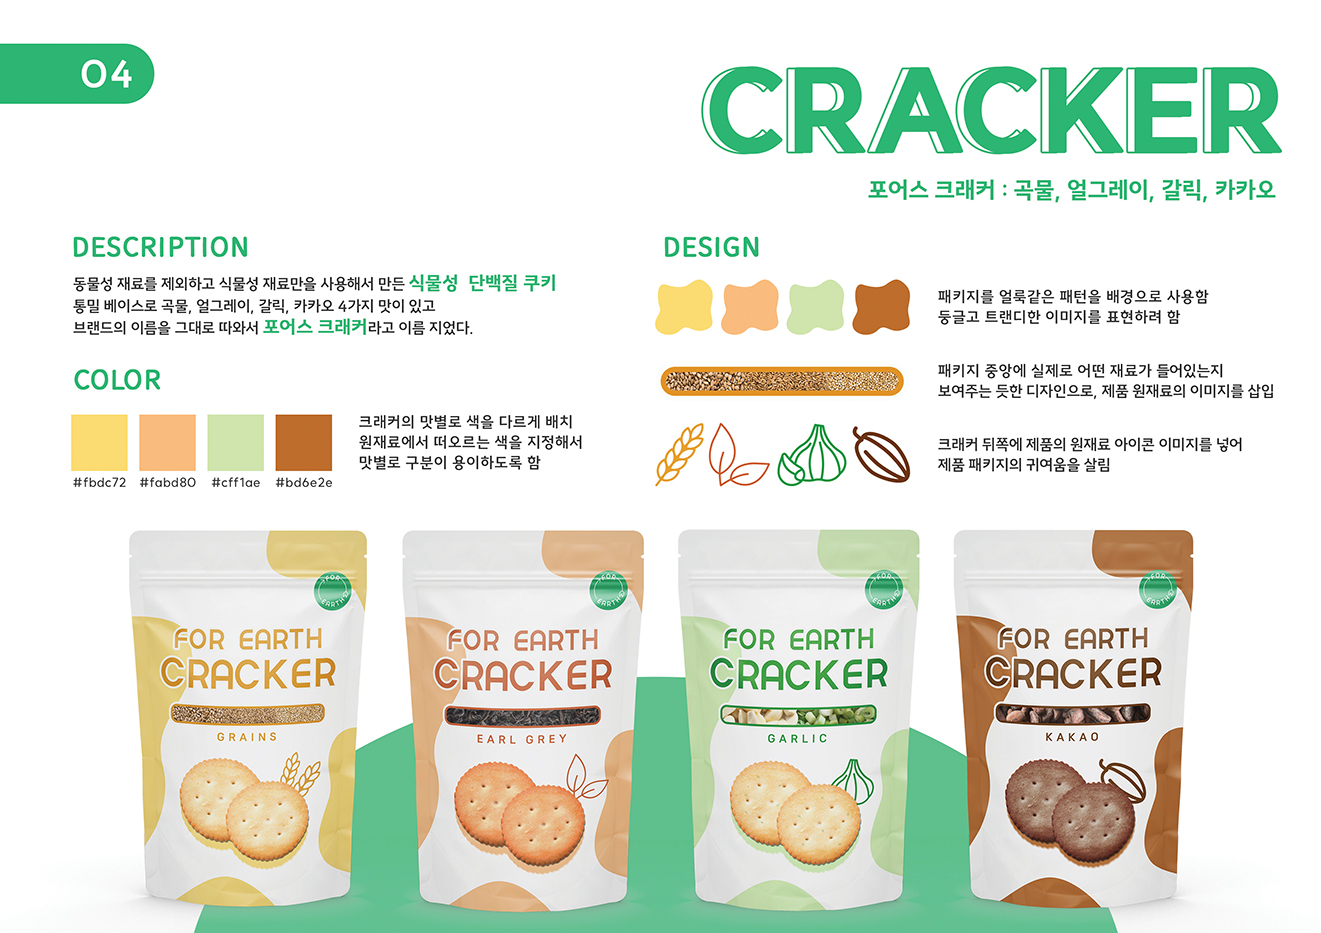 04
CRACKER
포어스 크래커 : 곡물, 얼그레이, 갈릭, 카카오
DESCRIPTION
동물성 재료를 제외하고 식물성 재료만을 사용해서 만든 식물성 단백질 쿠키
통밀 베이스로 곡물, 얼그레이, 갈릭, 카카오 4가지 맛이 있고
브랜드의 이름을 그대로 따와서 포어스 크래커라고 이름 지었다.
COLOR
#fbdc72 #fabd80 #cff1ae #bd6e2e
크래커의 맛별로 색을 다르게 배치
원재료에서 떠오르는 색을 지정해서
맛별로 구분이 용이하도록 함
DESIGN
패키지를 얼룩같은 패턴을 배경으로 사용함
둥글고 트랜디한 이미지를 표현하려 함
패키지 중앙에 실제로 어떤 재료가 들어있는지
보여주는 듯한 디자인으로, 제품 원재료의 이미지를 삽입
크래커 뒤쪽에 제품의 원재료 아이콘 이미지를 넣어
제품 패키지의 귀여움을 살림
FOR
EARTH
FOR EARTH
CRACKER
GRAINS
FOR
EARTH
FOR EARTH
CRACKER
EARL GREY
FOR
EARTH
FOR EARTH
CRACKER
GARLIC
FOR
EARTH
FOR EARTH
CRACKER
KAKAO